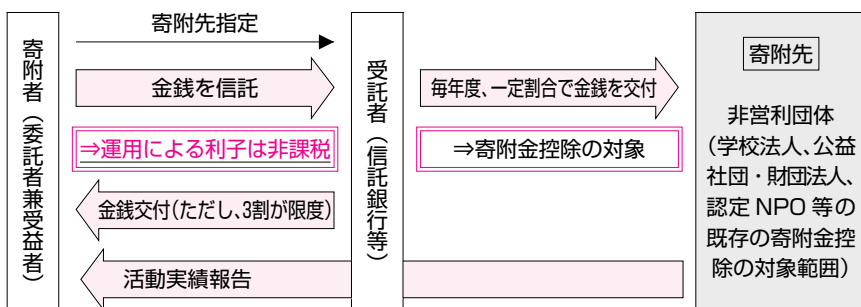 寄附者（委託者兼受益者）
寄附先指定
金銭を信託
⇒運用による利子は非課税
金銭交付(ただし、3割が限度)
活動実績報告
受託者（信託銀行等）
毎年度、一定割合で金銭を交付
⇒寄附金控除の対象
寄附先
非営利団体
(学校法人、公益
社団・財団法人、
認定 NPO 等の
既存の寄附金控
除の対象範囲)